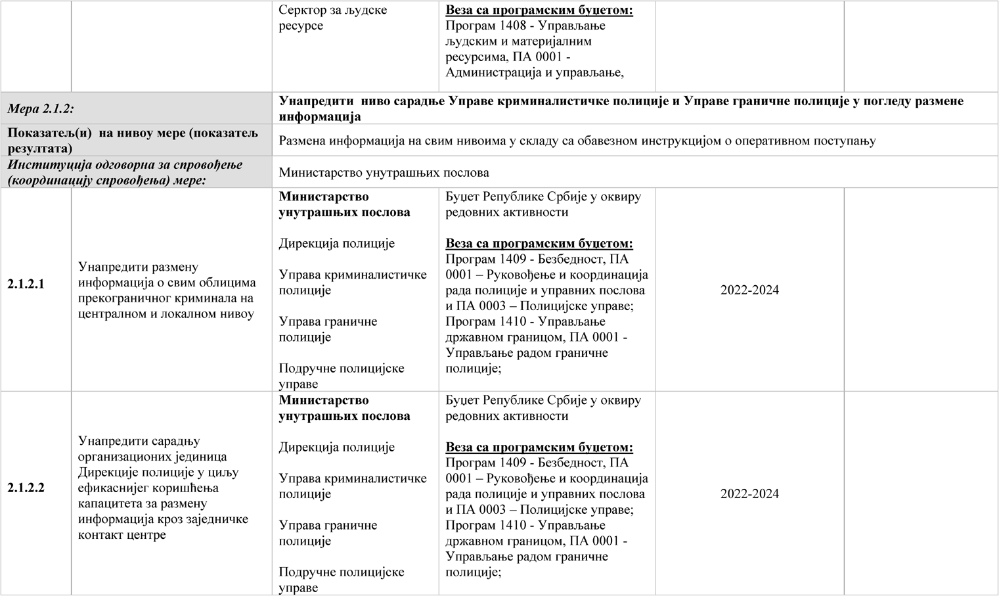 Серктор за људске
ресурсе
Веза са програмским буџетом:
Програм 1408 - Управљање
људским и материјалним
ресурсима, ПА 0001 -
Администрација и управљање,
Мера 2.1.2:
Унапредити  ниво сарадње Управе криминалистичке полиције и Управе граничне полиције у погледу размене
информација
Показатељ(и)  на нивоу мере (показатељ
резултата)
Размена информација на свим нивоима у складу са обавезном инструкцијом о оперативном поступању
Институција одговорна за спровођење
(координацију спровођења) мере:
Министарство унутрашњих послова
2.1.2.1
Унапредити размену
информација о свим облицима
прекограничног криминала на
централном и локалном нивоу
Министарство
унутрашњих послова
Дирекција полиције
Управа криминалистичке
полиције
Управа граничне
полиције
Подручне полицијске
управе
Буџет Републике Србије у оквиру
редовних активности
Веза са програмским буџетом:
Програм 1409 - Безбедност, ПА
0001 – Руковођење и координација
рада полиције и управних послова
и ПА 0003 – Полицијске управе;
Програм 1410 - Управљање
државном границом, ПА 0001 -
Управљање радом граничне
полиције;
2022-2024
2.1.2.2
Унапредити сарадњу
организационих јединица
Дирекције полиције у циљу
ефикаснијег коришћења
капацитета за размену
информација кроз заједничке
контакт центре
Министарство
унутрашњих послова
Дирекција полиције
Управа криминалистичке
полиције
Управа граничне
полиције
Подручне полицијске
управе
Буџет Републике Србије у оквиру
редовних активности
Веза са програмским буџетом:
Програм 1409 - Безбедност, ПА
0001 – Руковођење и координација
рада полиције и управних послова
и ПА 0003 – Полицијске управе;
Програм 1410 - Управљање
државном границом, ПА 0001 -
Управљање радом граничне
полиције;
2022-2024